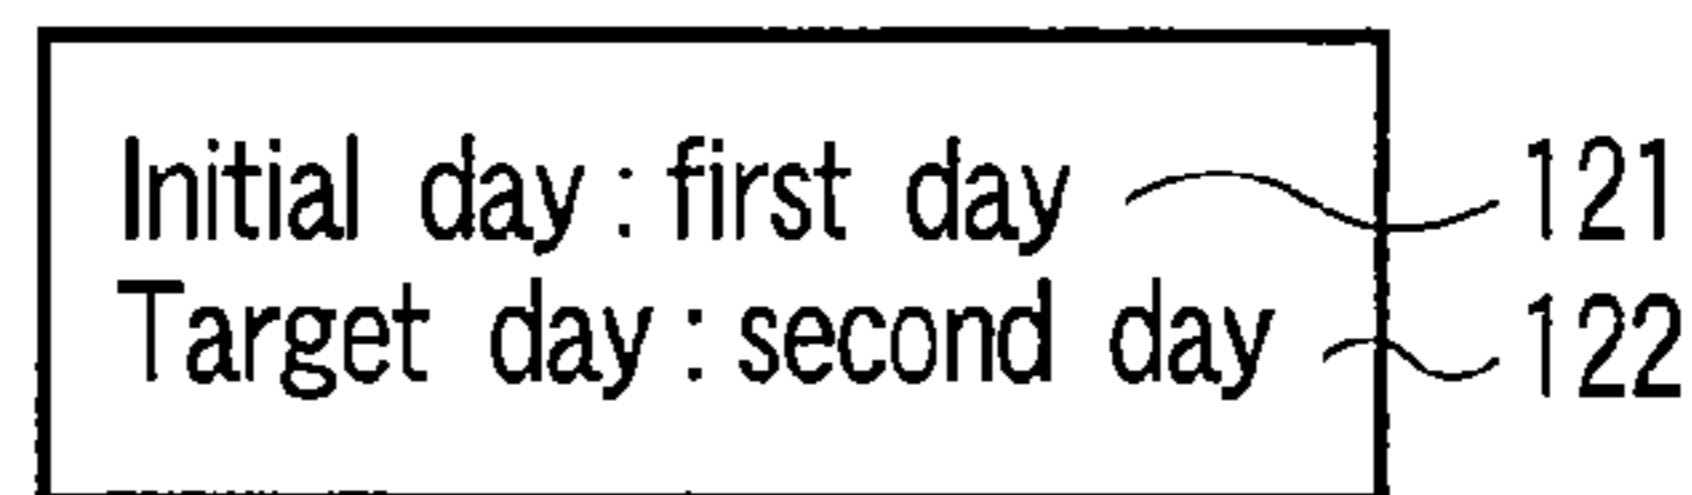 Initial day : first day 121
Target day : second day 122